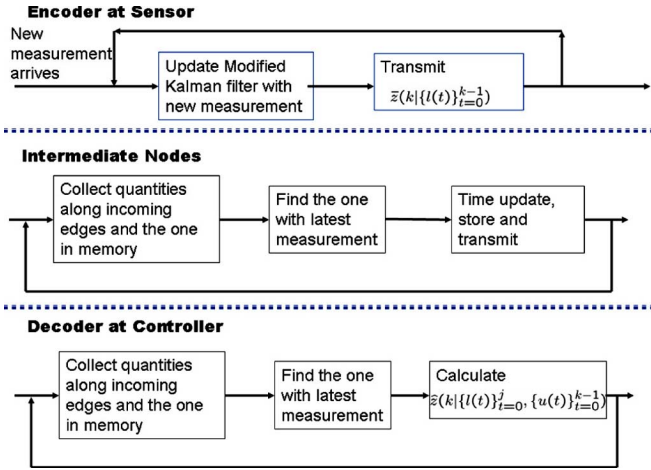 Encoder at Sensor
New
measurement
arrives
Update Modified
Kalman filter with
new measurement
Transmit
z̄(k|{l(t)}_{t=0}^{k-1})
Intermediate Nodes
Collect quantities
along incoming
edges and the one
in memory
Find the one
with latest
measurement
Time update,
store and
transmit
Decoder at Controller
Collect quantities
along incoming
edges and the one
in memory
Find the one
with latest
measurement
Calculate
ẑ(k|{l(t)}_{t=0}^{j}, {u(t)}_{t=0}^{k-1})